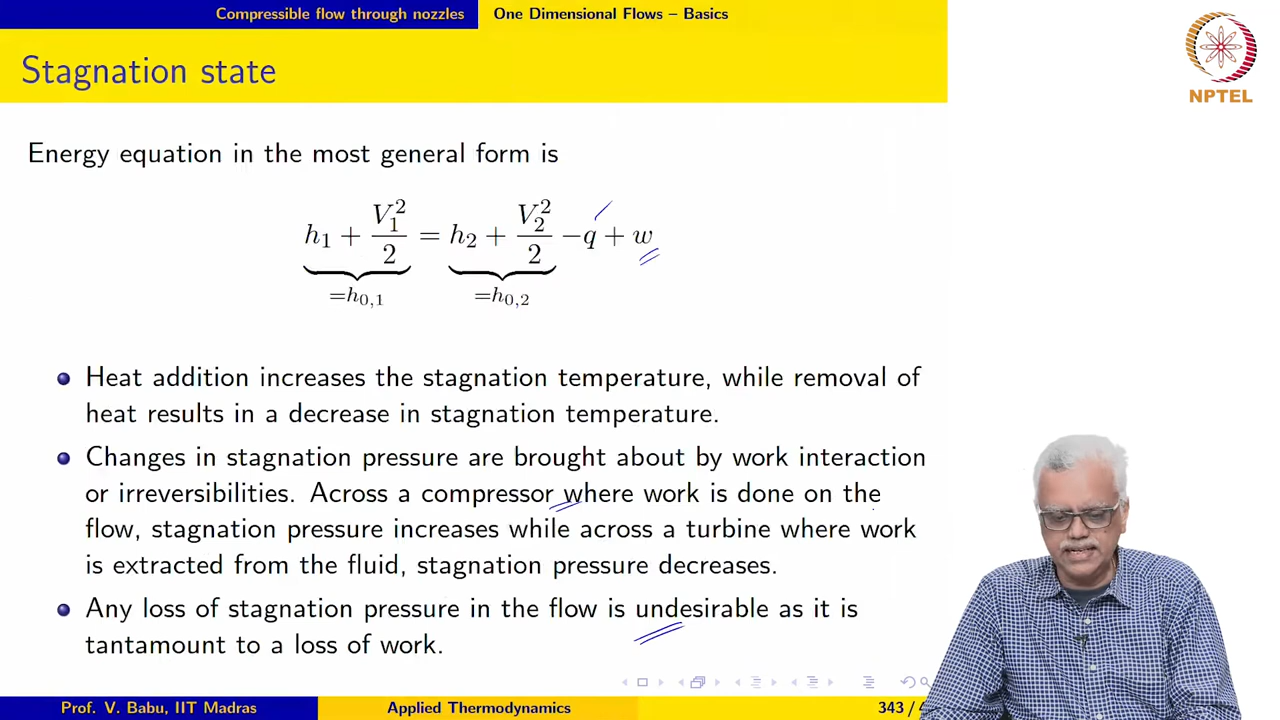 Compressible flow through nozzles One Dimensional Flows – Basics
Stagnation state
NPTEL
Energy equation in the most general form is
h₁ + V₁²/2 = h₂ + V₂²/2 − q + w
=h₀,₁ =h₀,₂
Heat addition increases the stagnation temperature, while removal of
heat results in a decrease in stagnation temperature.
Changes in stagnation pressure are brought about by work interaction
or irreversibilities. Across a compressor where work is done on the
flow, stagnation pressure increases while across a turbine where work
is extracted from the fluid, stagnation pressure decreases.
Any loss of stagnation pressure in the flow is undesirable as it is
tantamount to a loss of work.
Prof. V. Babu, IIT Madras Applied Thermodynamics 343 /